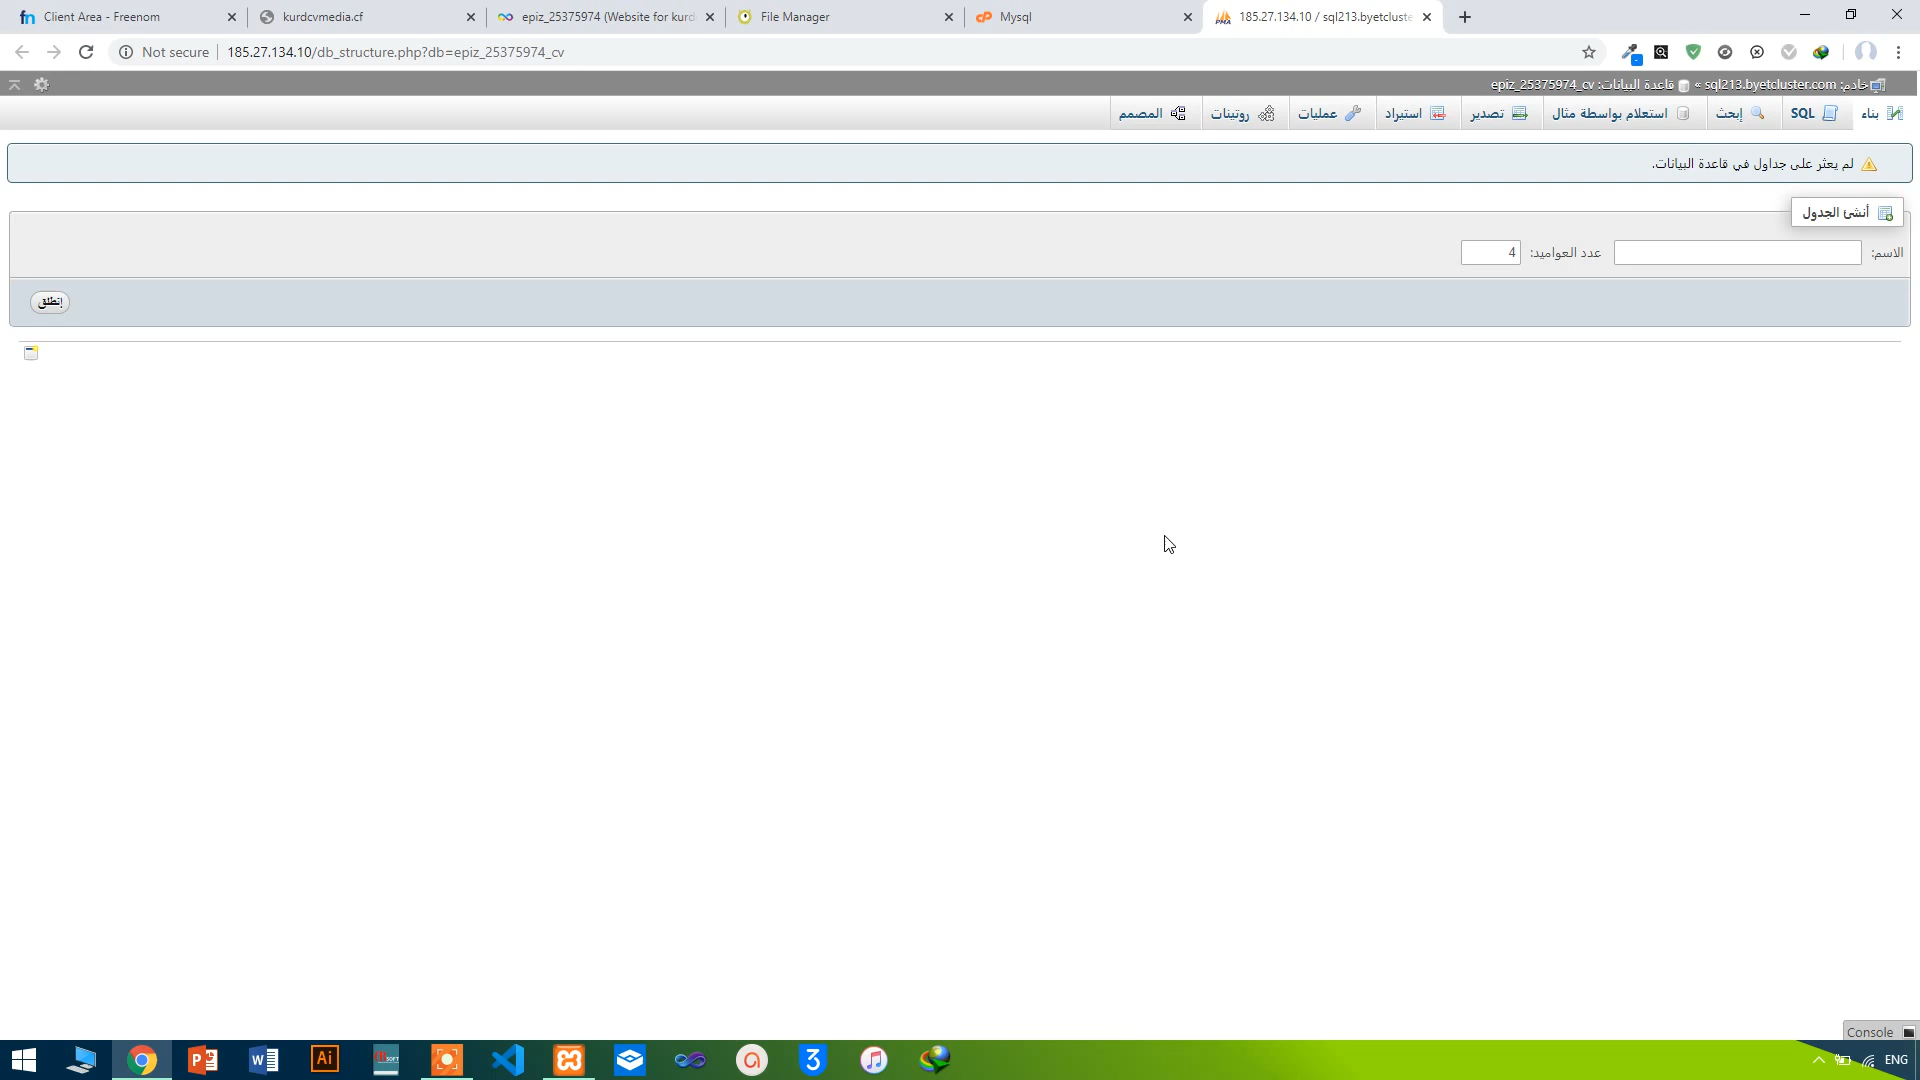 Client Area - Freenom
kurdcvmedia.cf
epiz_25375974 (Website for kurd
File Manager
Mysql
185.27.134.10 / sql213.byetcluste
Not secure
185.27.134.10/db_structure.php?db=epiz_25375974_cv
خادم: sql213.byetcluster.com » قاعدة البيانات: epiz_25375974_cv
بناء
SQL
إبحث
استعلام بواسطة مثال
تصدير
استيراد
عمليات
روتينات
المصمم
لم يعثر على جداول في قاعدة البيانات.
أنشئ الجدول
الاسم:
عدد العواميد: 4
إنطلق
Console
ENG